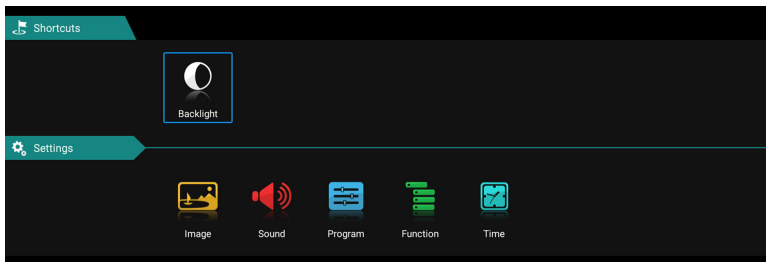 Shortcuts
Backlight
Settings
Image Sound Program Function Time